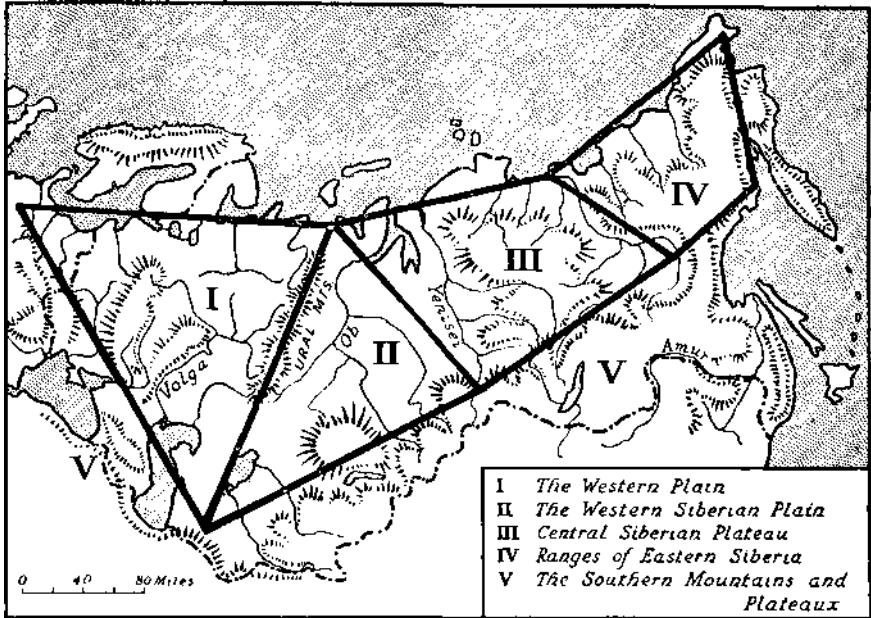 I
II
III
IV
V
V
Volga
URAL Mts.
Ob
Yenisei
Amur
I The Western Plain
II The Western Siberian Plain
III Central Siberian Plateau
IV Ranges of Eastern Siberia
V The Southern Mountains and
Plateaux
0 40 80 Miles